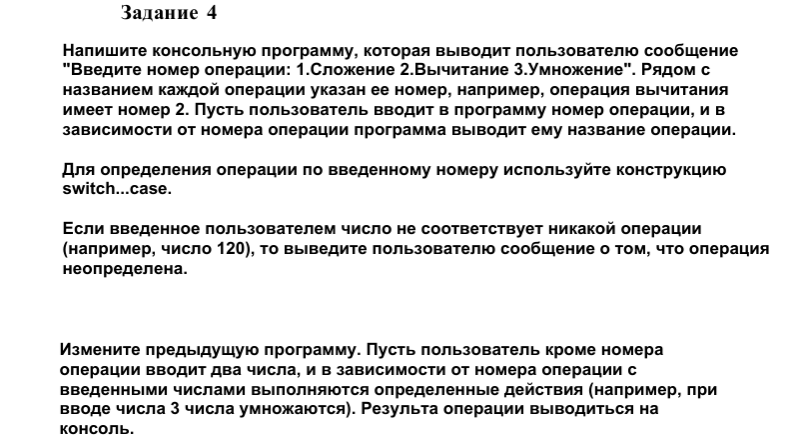 Задание 4
Напишите консольную программу, которая выводит пользователю сообщение
"Введите номер операции: 1.Сложение 2.Вычитание 3.Умножение". Рядом с
названием каждой операции указан ее номер, например, операция вычитания
имеет номер 2. Пусть пользователь вводит в программу номер операции, и в
зависимости от номера операции программа выводит ему название операции.
Для определения операции по введенному номеру используйте конструкцию
switch...case.
Если введенное пользователем число не соответствует никакой операции
(например, число 120), то выведите пользователю сообщение о том, что операция
неопределена.
Измените предыдущую программу. Пусть пользователь кроме номера
операции вводит два числа, и в зависимости от номера операции с
введенными числами выполняются определенные действия (например, при
вводе числа 3 числа умножаются). Результа операции выводиться на
консоль.